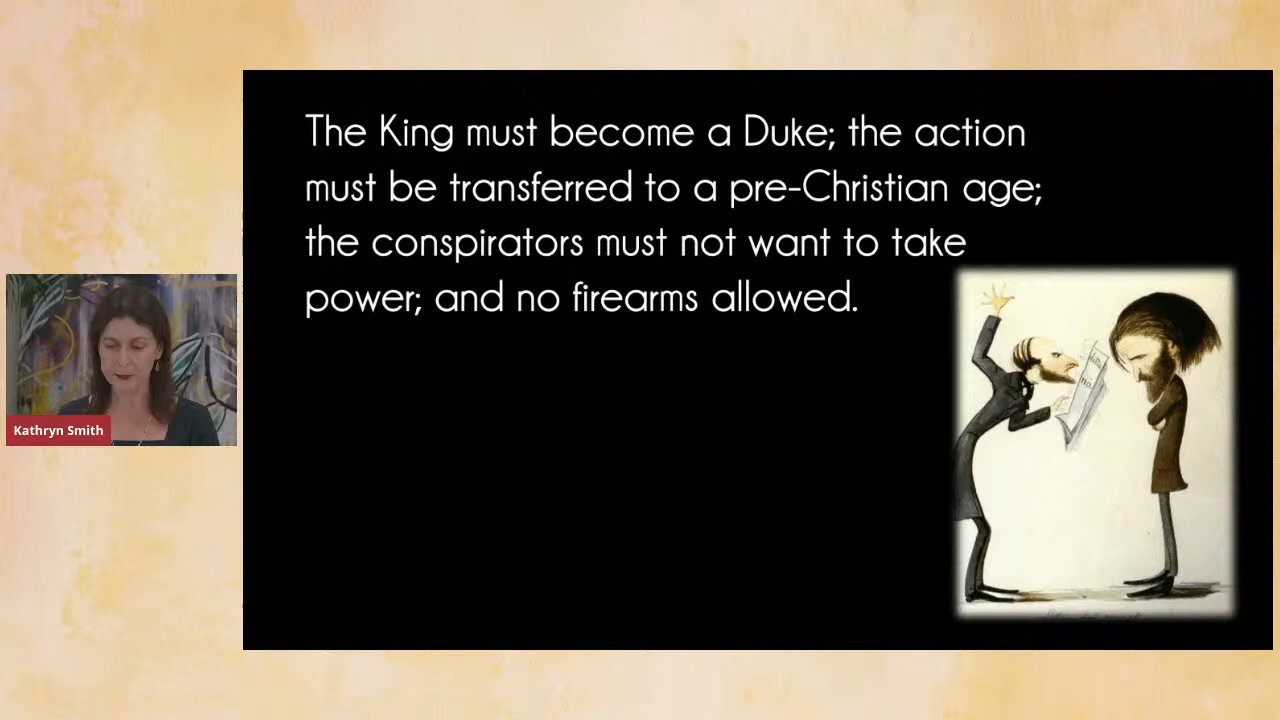 The King must become a Duke; the action
must be transferred to a pre-Christian age;
the conspirators must not want to take
power; and no firearms allowed.
Kathryn Smith
no.